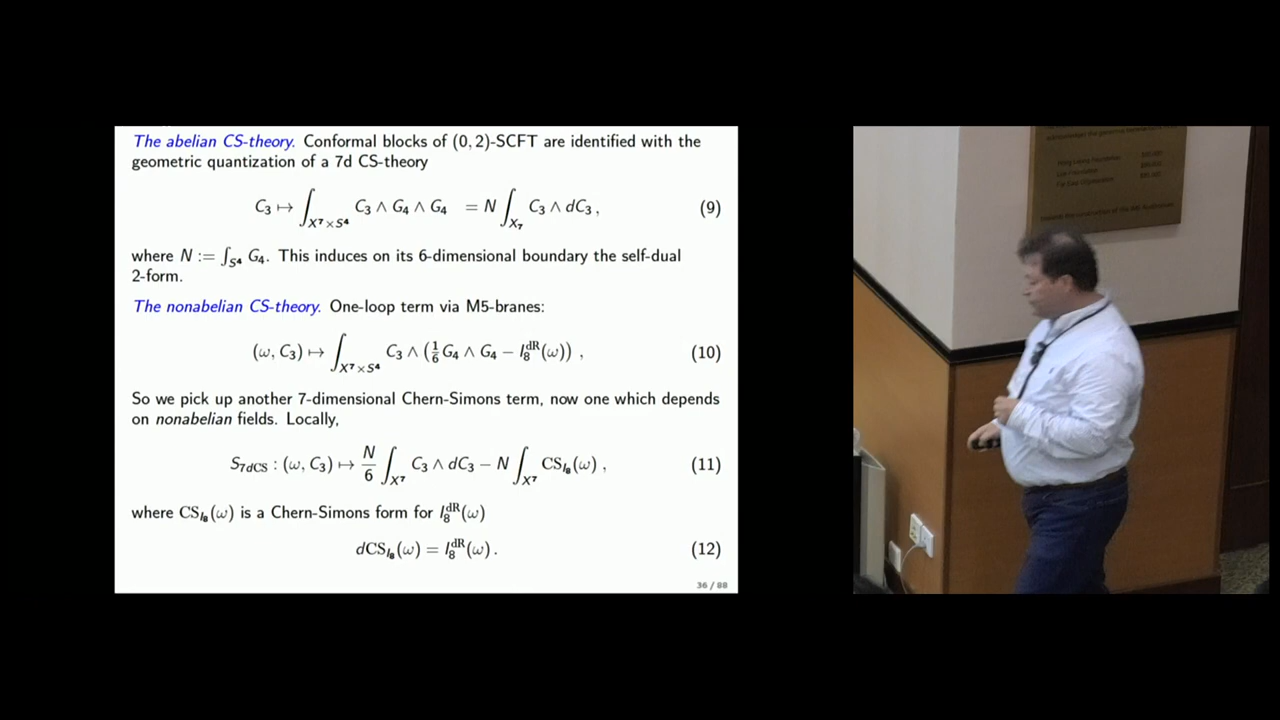 The abelian CS-theory. Conformal blocks of (0, 2)-SCFT are identified with the
geometric quantization of a 7d CS-theory
C₃ ↦ ∫_{X⁷×S⁴} C₃ ∧ G₄ ∧ G₄ = N ∫_{X₇} C₃ ∧ dC₃ , (9)
where N := ∫_{S⁴} G₄. This induces on its 6-dimensional boundary the self-dual
2-form.
The nonabelian CS-theory. One-loop term via M5-branes:
(ω, C₃) ↦ ∫_{X⁷×S⁴} C₃ ∧ (1/6 G₄ ∧ G₄ − I₈^{dR}(ω)) , (10)
So we pick up another 7-dimensional Chern-Simons term, now one which depends
on nonabelian fields. Locally,
S_{7dCS} : (ω, C₃) ↦ N/6 ∫_{X⁷} C₃ ∧ dC₃ − N ∫_{X⁷} CS_{I₈}(ω) , (11)
where CS_{I₈}(ω) is a Chern-Simons form for I₈^{dR}(ω)
dCS_{I₈}(ω) = I₈^{dR}(ω) . (12)
36 / 88